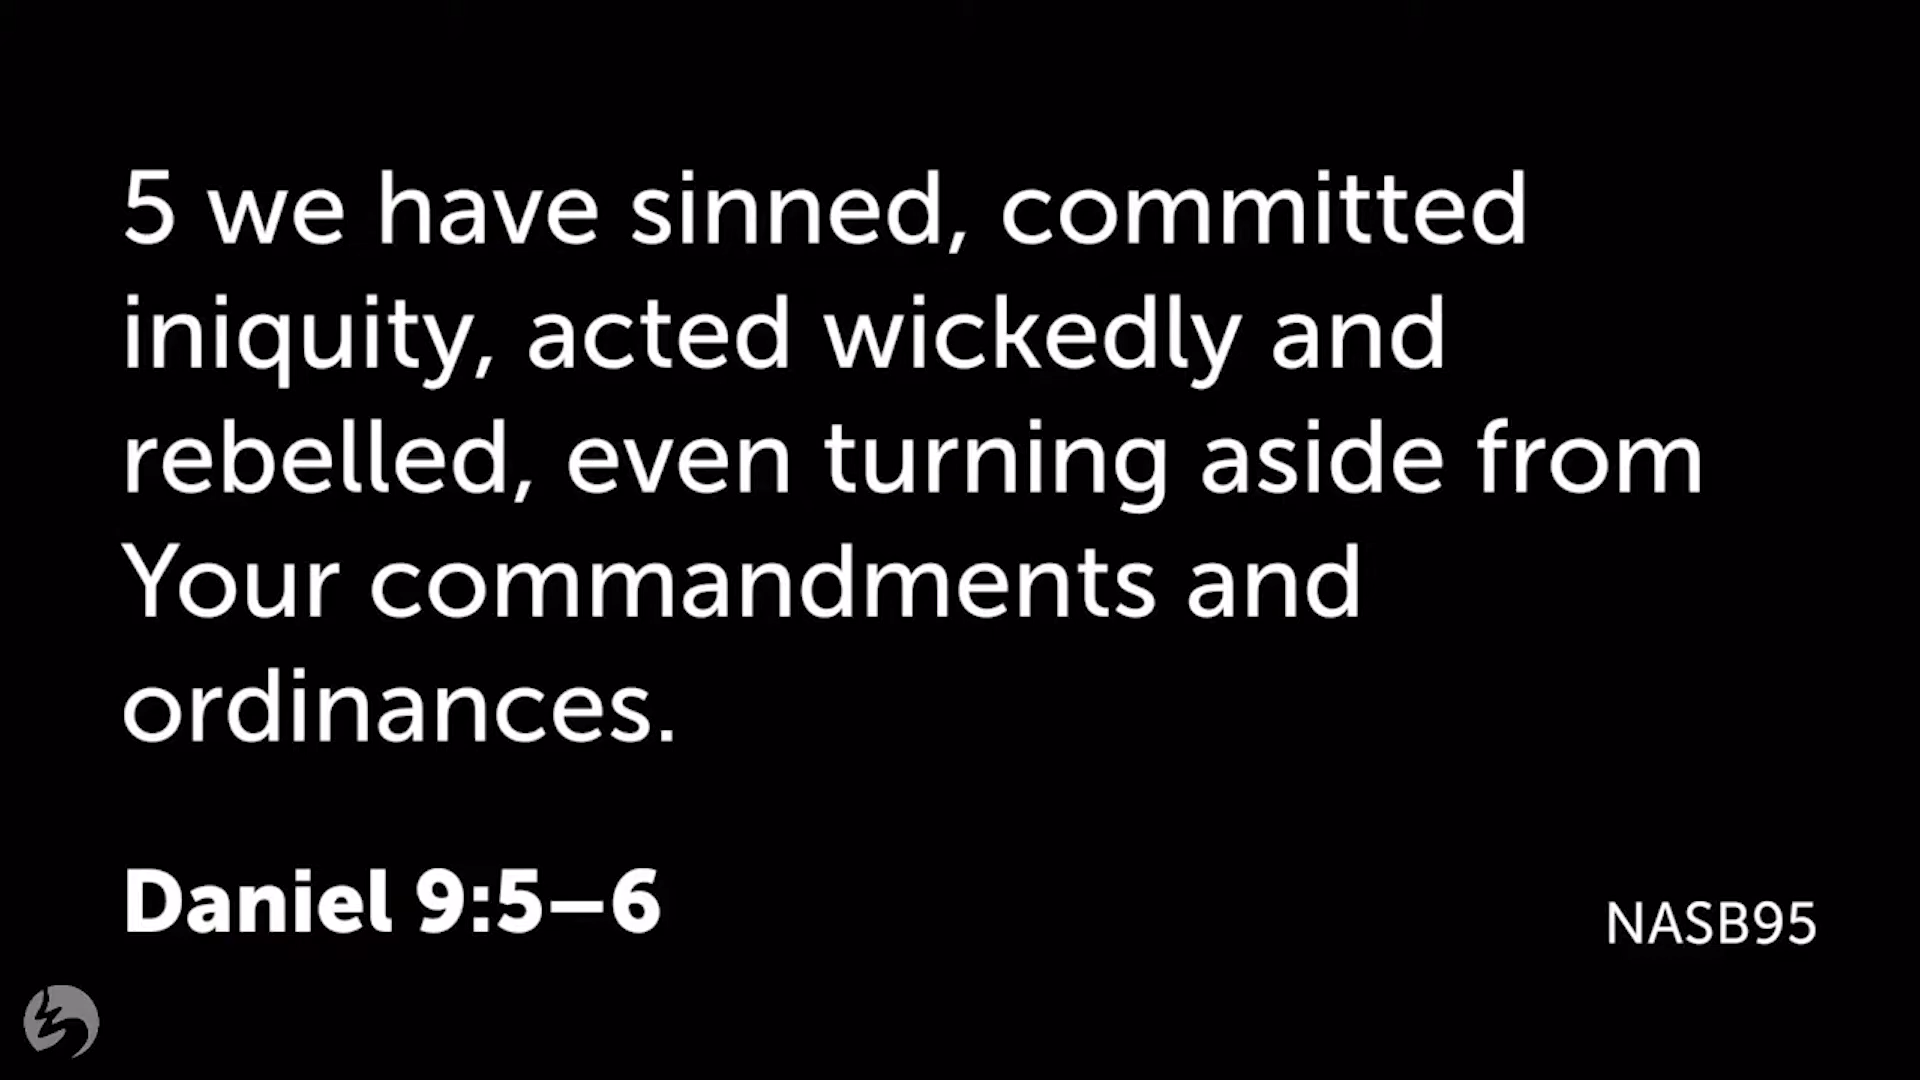 5 we have sinned, committed
iniquity, acted wickedly and
rebelled, even turning aside from
Your commandments and
ordinances.
Daniel 9:5–6
NASB95